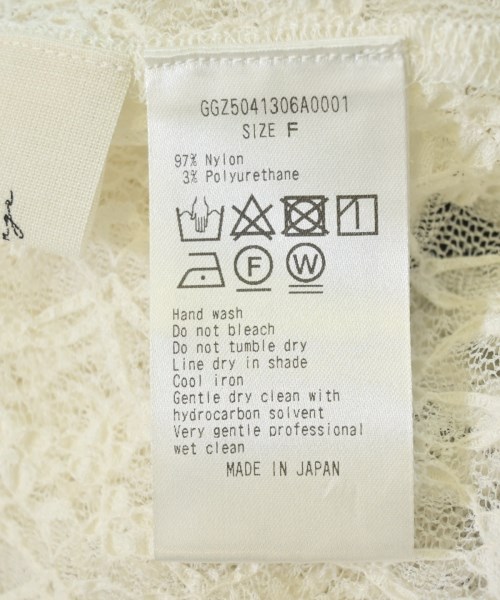 GGZ5041306A0001
SIZE F
97% Nylon
3% Polyurethane
F W
Hand wash
Do not bleach
Do not tumble dry
Line dry in shade
Cool iron
Gentle dry clean with
hydrocarbon solvent
Very gentle professional
wet clean
MADE IN JAPAN